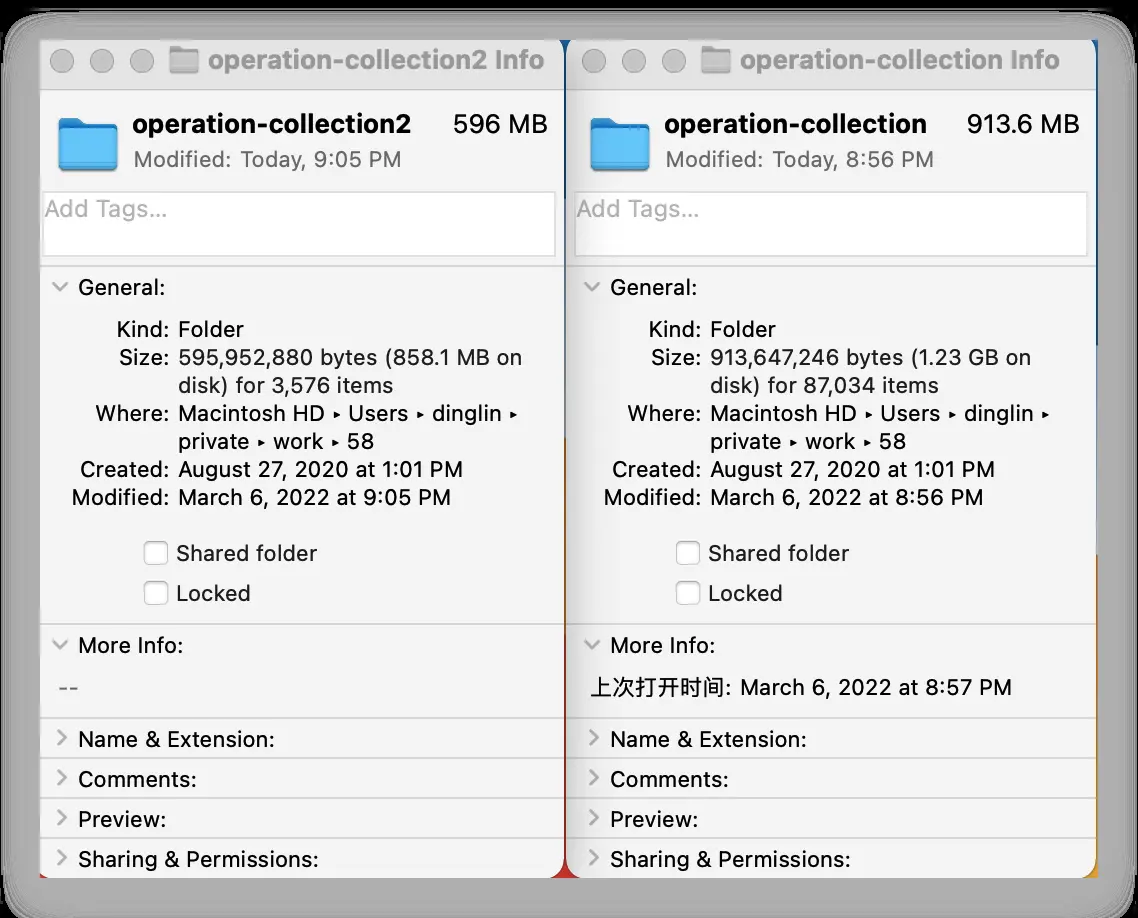 operation-collection2 Info
operation-collection2 596 MB
Modified: Today, 9:05 PM
Add Tags...
General:
Kind: Folder
Size: 595,952,880 bytes (858.1 MB on
disk) for 3,576 items
Where: Macintosh HD ▸ Users ▸ dinglin ▸
private ▸ work ▸ 58
Created: August 27, 2020 at 1:01 PM
Modified: March 6, 2022 at 9:05 PM
Shared folder
Locked
More Info:
--
Name & Extension:
Comments:
Preview:
Sharing & Permissions:
operation-collection Info
operation-collection 913.6 MB
Modified: Today, 8:56 PM
Add Tags...
General:
Kind: Folder
Size: 913,647,246 bytes (1.23 GB on
disk) for 87,034 items
Where: Macintosh HD ▸ Users ▸ dinglin ▸
private ▸ work ▸ 58
Created: August 27, 2020 at 1:01 PM
Modified: March 6, 2022 at 8:56 PM
Shared folder
Locked
More Info:
上次打开时间: March 6, 2022 at 8:57 PM
Name & Extension:
Comments:
Preview:
Sharing & Permissions: